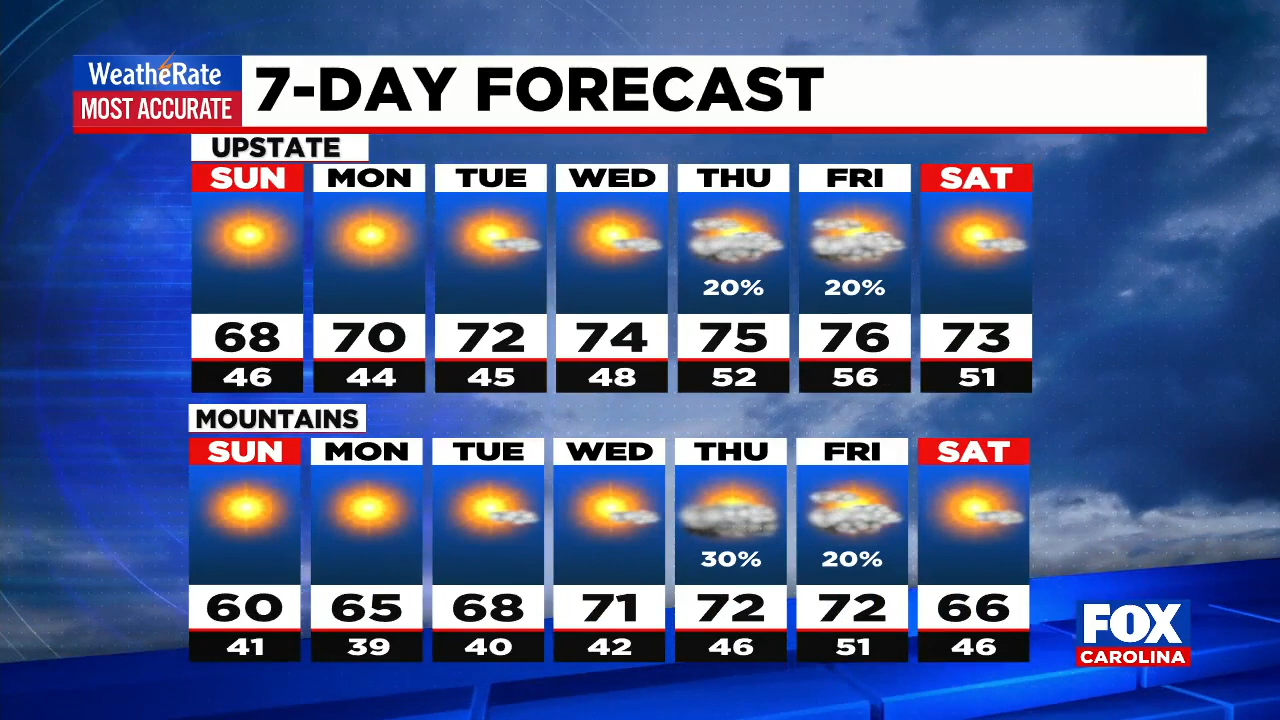 WeatheRate
MOST ACCURATE
7-DAY FORECAST
UPSTATE
SUN MON TUE WED THU FRI SAT
20% 20%
68 70 72 74 75 76 73
46 44 45 48 52 56 51
MOUNTAINS
SUN MON TUE WED THU FRI SAT
30% 20%
60 65 68 71 72 72 66
41 39 40 42 46 51 46
FOX
CAROLINA